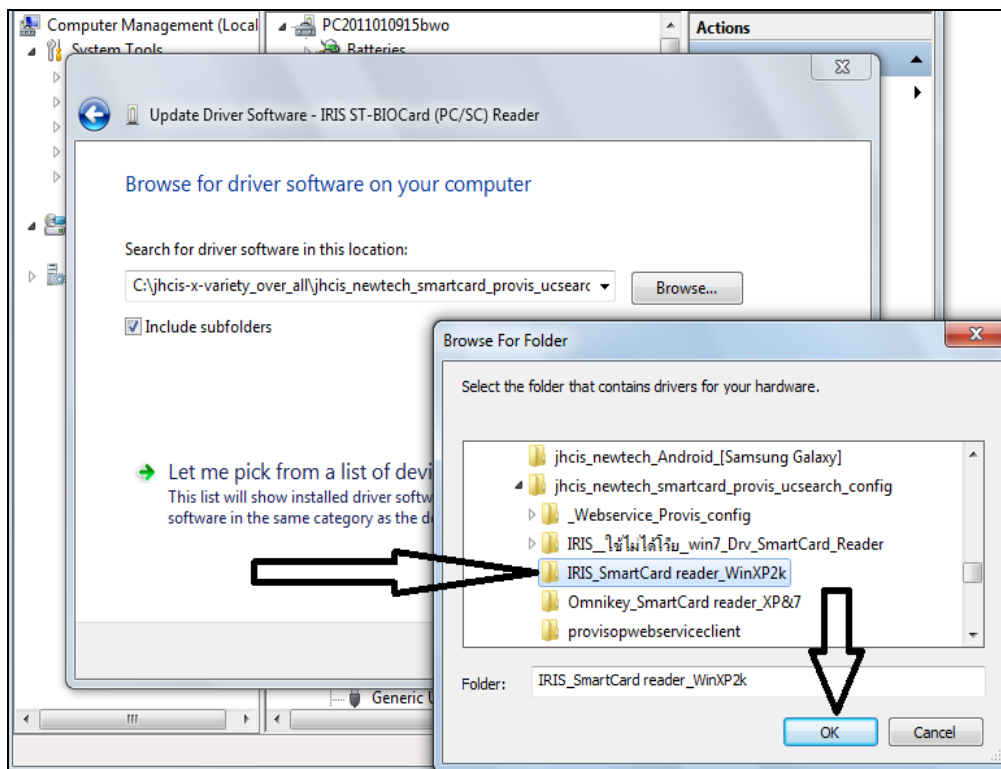 Computer Management (Local
System Tools
PC2011010915bwo
Batteries
Actions
Update Driver Software - IRIS ST-BIOCard (PC/SC) Reader
Browse for driver software on your computer
Search for driver software in this location:
C:\jhcis-x-variety_over_all\jhcis_newtech_smartcard_provis_ucsearc
Browse...
Include subfolders
Let me pick from a list of devi
This list will show installed driver softw
software in the same category as the de
Generic U
Browse For Folder
Select the folder that contains drivers for your hardware.
jhcis_newtech_Android_[Samsung Galaxy]
jhcis_newtech_smartcard_provis_ucsearch_config
_Webservice_Provis_config
IRIS__ใช้ไม่ได้โว้ย_win7_Drv_SmartCard_Reader
IRIS_SmartCard reader_WinXP2k
Omnikey_SmartCard reader_XP&7
provisopwebserviceclient
Folder:
IRIS_SmartCard reader_WinXP2k
OK
Cancel